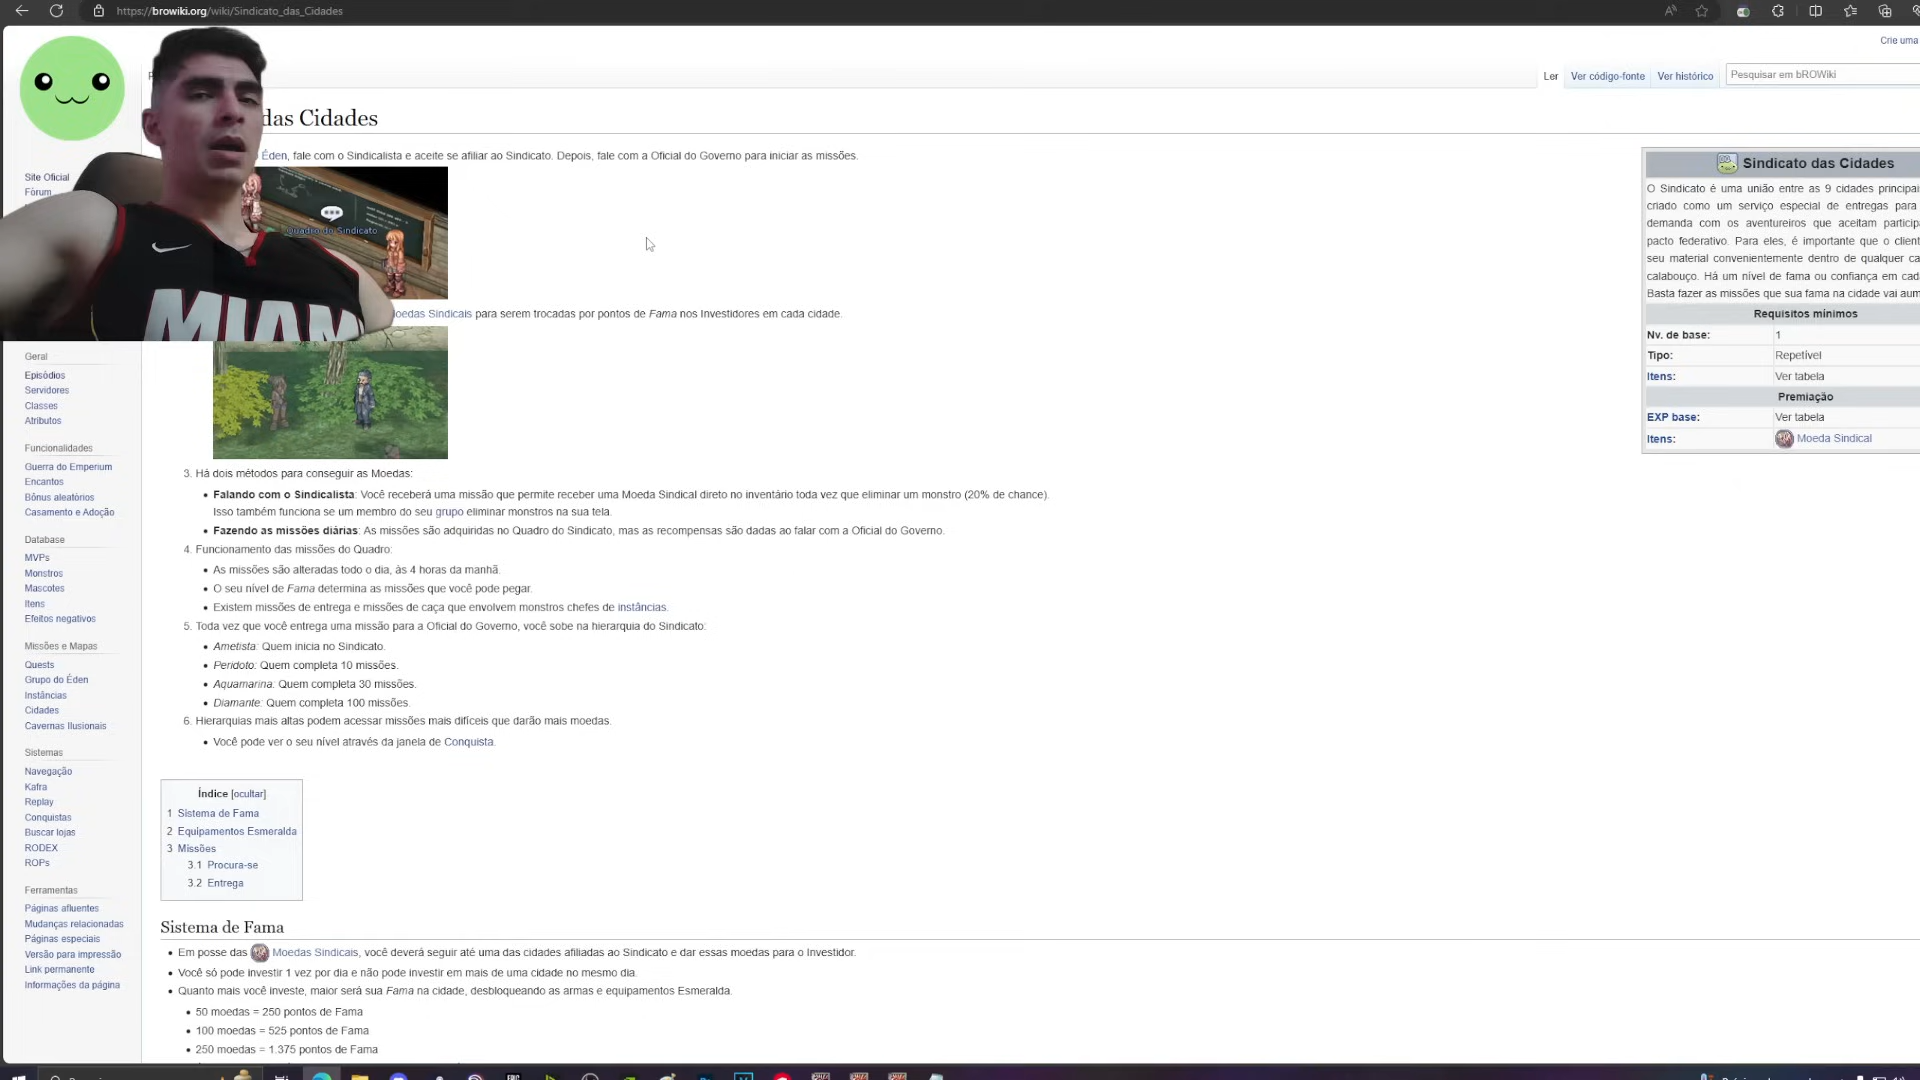 https://browiki.org/wiki/Sindicato_das_Cidades
Crie uma
Ler
Ver código-fonte
Ver histórico
Pesquisar em bROWiki
das Cidades
Éden, fale com o Sindicalista e aceite se afiliar ao Sindicato. Depois, fale com a Oficial do Governo para iniciar as missões.
Quadro do Sindicato
MIAMI
Moedas Sindicais para serem trocadas por pontos de Fama nos Investidores em cada cidade.
3. Há dois métodos para conseguir as Moedas:
• Falando com o Sindicalista: Você receberá uma missão que permite receber uma Moeda Sindical direto no inventário toda vez que eliminar um monstro (20% de chance).
Isso também funciona se um membro do seu grupo eliminar monstros na sua tela.
• Fazendo as missões diárias: As missões são adquiridas no Quadro do Sindicato, mas as recompensas são dadas ao falar com a Oficial do Governo.
4. Funcionamento das missões do Quadro:
• As missões são alteradas todo o dia, às 4 horas da manhã.
• O seu nível de Fama determina as missões que você pode pegar.
• Existem missões de entrega e missões de caça que envolvem monstros chefes de instâncias.
5. Toda vez que você entrega uma missão para a Oficial do Governo, você sobe na hierarquia do Sindicato:
• Ametista: Quem inicia no Sindicato.
• Peridoto: Quem completa 10 missões.
• Aquamarina: Quem completa 30 missões.
• Diamante: Quem completa 100 missões.
6. Hierarquias mais altas podem acessar missões mais difíceis que darão mais moedas.
• Você pode ver o seu nível através da janela de Conquista.
Índice [ocultar]
1 Sistema de Fama
2 Equipamentos Esmeralda
3 Missões
3.1 Procura-se
3.2 Entrega
Sistema de Fama
• Em posse das Moedas Sindicais, você deverá seguir até uma das cidades afiliadas ao Sindicato e dar essas moedas para o Investidor.
• Você só pode investir 1 vez por dia e não pode investir em mais de uma cidade no mesmo dia.
• Quanto mais você investe, maior será sua Fama na cidade, desbloqueando as armas e equipamentos Esmeralda.
• 50 moedas = 250 pontos de Fama
• 100 moedas = 525 pontos de Fama
• 250 moedas = 1.375 pontos de Fama
Sindicato das Cidades
O Sindicato é uma união entre as 9 cidades principai
criado como um serviço especial de entregas para
demanda com os aventureiros que aceitam particip
pacto federativo. Para eles, é importante que o client
seu material convenientemente dentro de qualquer ca
calabouço. Há um nível de fama ou confiança em cad
Basta fazer as missões que sua fama na cidade vai aum
Requisitos mínimos
Nv. de base: 1
Tipo: Repetível
Itens: Ver tabela
Premiação
EXP base: Ver tabela
Itens: Moeda Sindical
Site Oficial
Fórum
Geral
Episódios
Servidores
Classes
Atributos
Funcionalidades
Guerra do Emperium
Encantos
Bônus aleatórios
Casamento e Adoção
Database
MVPs
Monstros
Mascotes
Itens
Efeitos negativos
Missões e Mapas
Quests
Grupo do Éden
Instâncias
Cidades
Cavernas Ilusionais
Sistemas
Navegação
Kafra
Replay
Conquistas
Buscar lojas
RODEX
ROPs
Ferramentas
Páginas afluentes
Mudanças relacionadas
Páginas especiais
Versão para impressão
Link permanente
Informações da página